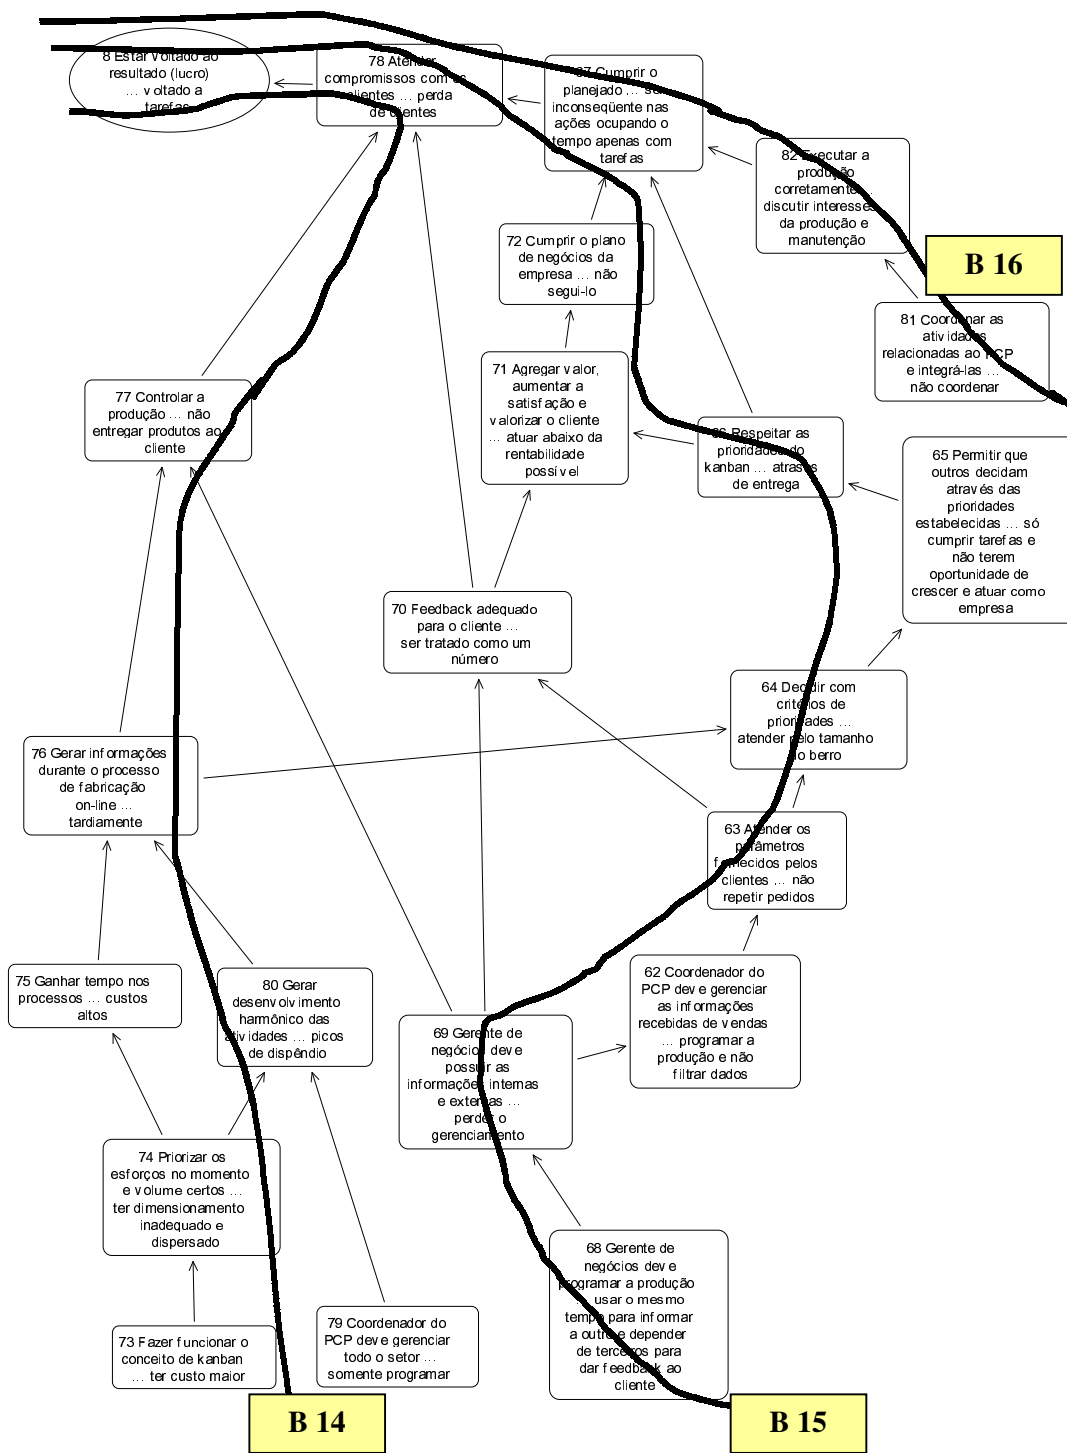 8 Estar voltado ao
resultado (lucro)
... voltado a
tarefas
78 Atender
compromissos com os
clientes ... perda
de clientes
67 Cumprir o
planejado ... ser
inconseqüente nas
ações ocupando o
tempo apenas com
tarefas
82 Executar a
produção
corretamente ...
discutir interesses
da produção e
manutenção
B 16
72 Cumprir o plano
de negócios da
empresa ... não
segui-lo
81 Coordenar as
atividades
relacionadas ao PCP
e integrá-las ...
não coordenar
71 Agregar valor,
aumentar a
satisfação e
valorizar o cliente
... atuar abaixo da
rentabilidade
possível
77 Controlar a
produção ... não
entregar produtos ao
cliente
66 Respeitar as
prioridades do
kanban ... atrasos
de entrega
65 Permitir que
outros decidam
através das
prioridades
estabelecidas ... só
cumprir tarefas e
não terem
oportunidade de
crescer e atuar como
empresa
70 Feedback adequado
para o cliente ...
ser tratado como um
número
64 Decidir com
critérios de
prioridades ...
atender pelo tamanho
do berro
76 Gerar informações
durante o processo
de fabricação
on-line ...
tardiamente
63 Atender os
parâmetros
fornecidos pelos
clientes ... não
repetir pedidos
75 Ganhar tempo nos
processos ... custos
altos
80 Gerar
desenvolvimento
harmônico das
atividades ... picos
de dispêndio
62 Coordenador do
PCP deve gerenciar
as informações
recebidas de vendas
... programar a
produção e não
filtrar dados
69 Gerente de
negócios deve
possuir as
informações internas
e externas ...
perder o
gerenciamento
74 Priorizar os
esforços no momento
e volume certos ...
ter dimensionamento
inadequado e
dispersado
68 Gerente de
negócios deve
programar a produção
... usar o mesmo
tempo para informar
a outro e depender
de terceiros para
dar feedback ao
cliente
73 Fazer funcionar o
conceito de kanban
... ter custo maior
79 Coordenador do
PCP deve gerenciar
todo o setor ...
somente programar
B 14
B 15